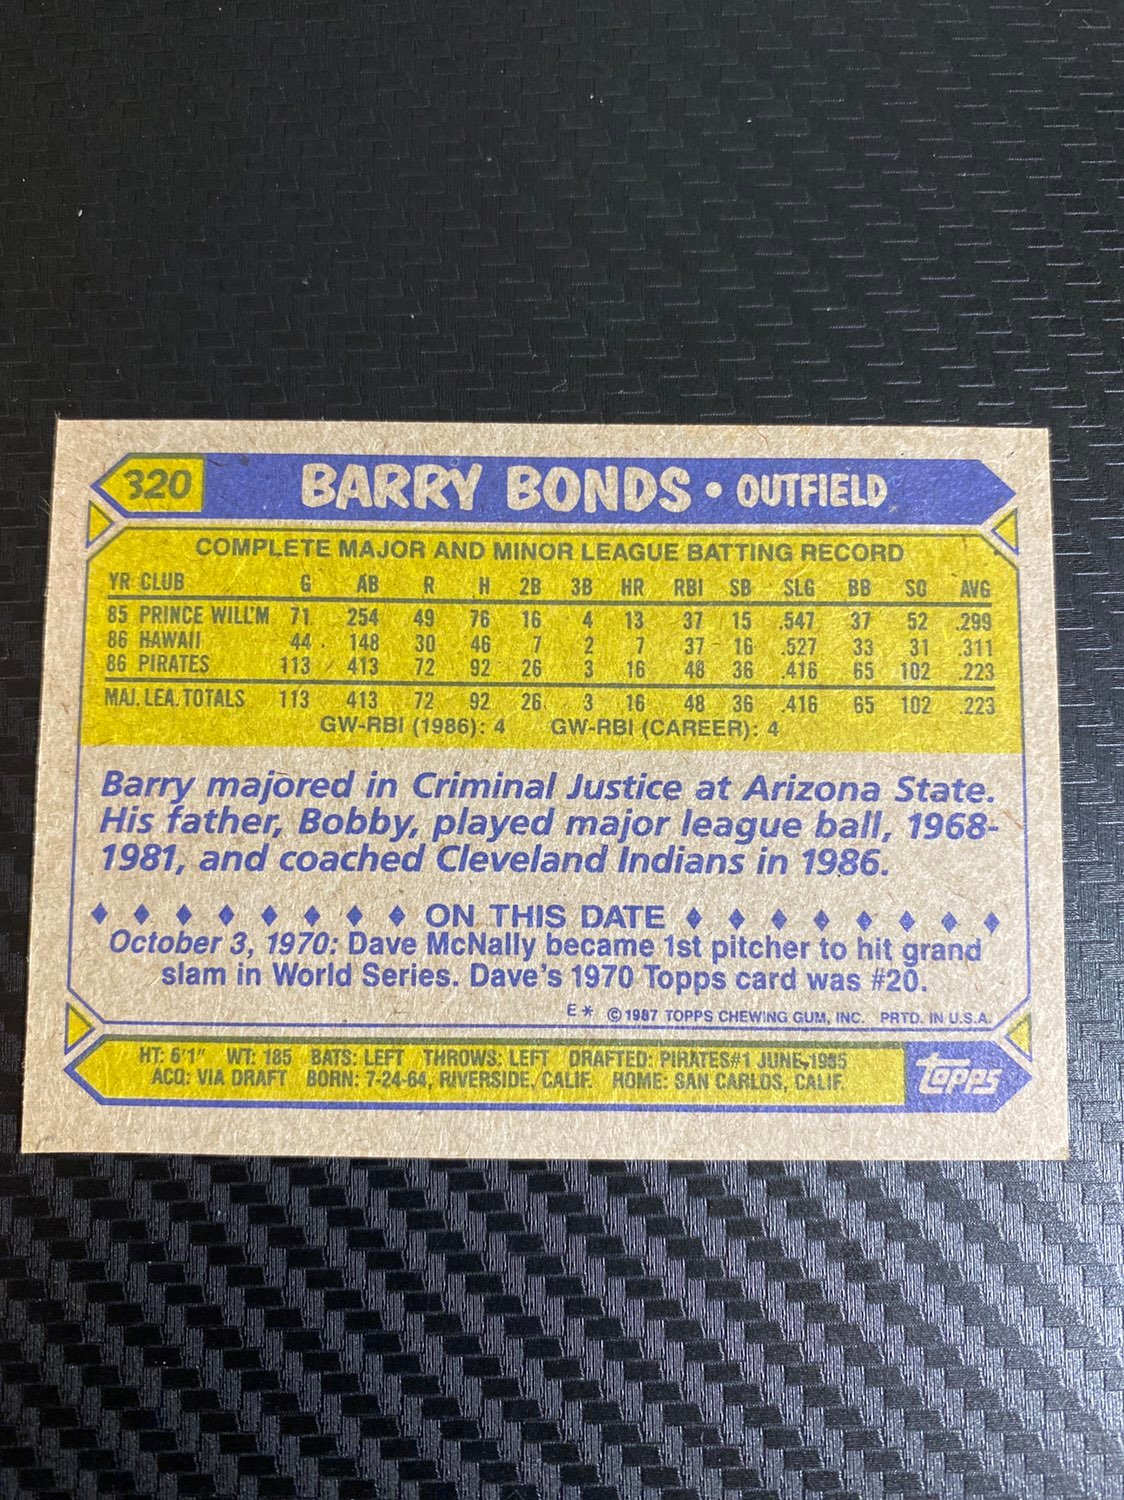 320 BARRY BONDS • OUTFIELD
COMPLETE MAJOR AND MINOR LEAGUE BATTING RECORD
YR CLUB G AB R H 2B 3B HR RBI SB SLG BB SO AVG
85 PRINCE WILL'M 71 254 49 76 16 4 13 37 15 .547 37 52 .299
86 HAWAII 44 148 30 46 7 2 7 37 16 .527 33 31 .311
86 PIRATES 113 413 72 92 26 3 16 48 36 .416 65 102 .223
MAJ. LEA. TOTALS 113 413 72 92 26 3 16 48 36 .416 65 102 .223
GW-RBI (1986): 4 GW-RBI (CAREER): 4
Barry majored in Criminal Justice at Arizona State.
His father, Bobby, played major league ball, 1968-
1981, and coached Cleveland Indians in 1986.
ON THIS DATE
October 3, 1970: Dave McNally became 1st pitcher to hit grand
slam in World Series. Dave's 1970 Topps card was #20.
E * © 1987 TOPPS CHEWING GUM, INC. PRTD. IN U.S.A.
HT: 6'1" WT: 185 BATS: LEFT THROWS: LEFT DRAFTED: PIRATES#1 JUNE,1985
ACQ: VIA DRAFT BORN: 7-24-64, RIVERSIDE, CALIF. HOME: SAN CARLOS, CALIF.
topps